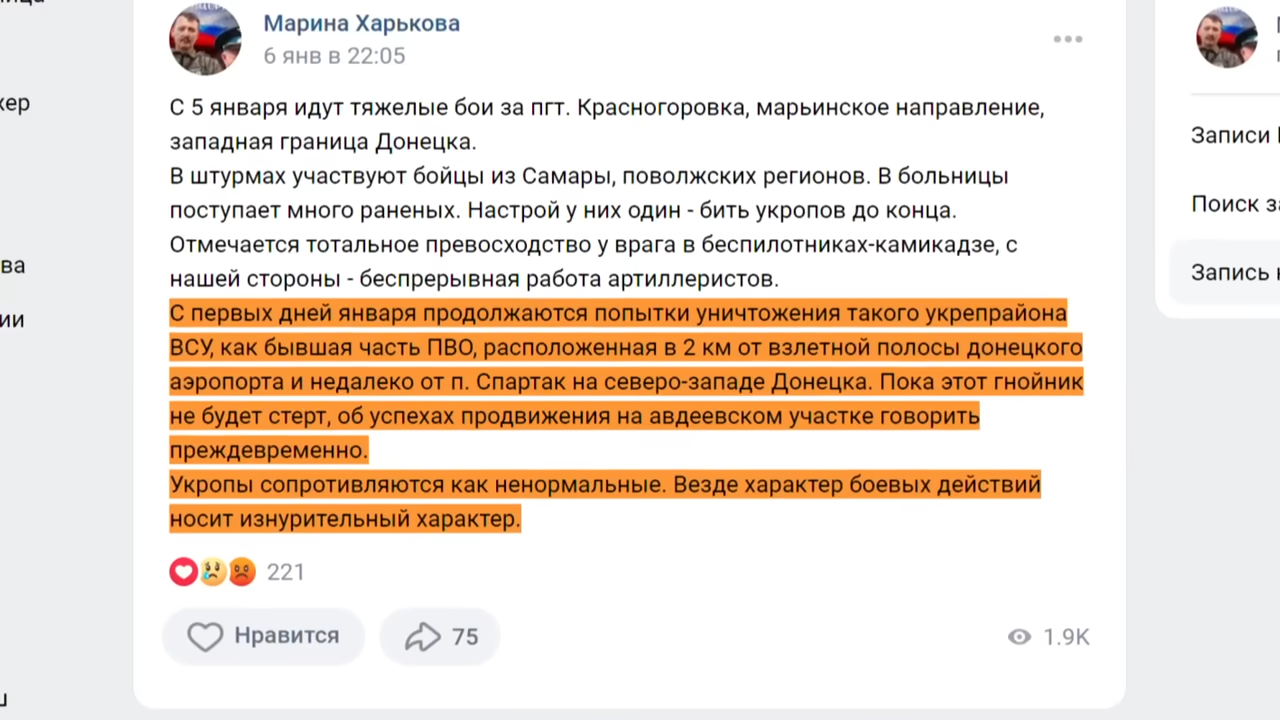 Марина Харькова
6 янв в 22:05
С 5 января идут тяжелые бои за пгт. Красногоровка, марьинское направление,
западная граница Донецка.
В штурмах участвуют бойцы из Самары, поволжских регионов. В больницы
поступает много раненых. Настрой у них один - бить укропов до конца.
Отмечается тотальное превосходство у врага в беспилотниках-камикадзе, с
нашей стороны - беспрерывная работа артиллеристов.
С первых дней января продолжаются попытки уничтожения такого укрепрайона
ВСУ, как бывшая часть ПВО, расположенная в 2 км от взлетной полосы донецкого
аэропорта и недалеко от п. Спартак на северо-западе Донецка. Пока этот гнойник
не будет стерт, об успехах продвижения на авдеевском участке говорить
преждевременно.
Укропы сопротивляются как ненормальные. Везде характер боевых действий
носит изнурительный характер.
221
Нравится
75
1.9K
Записи
Поиск
Запись